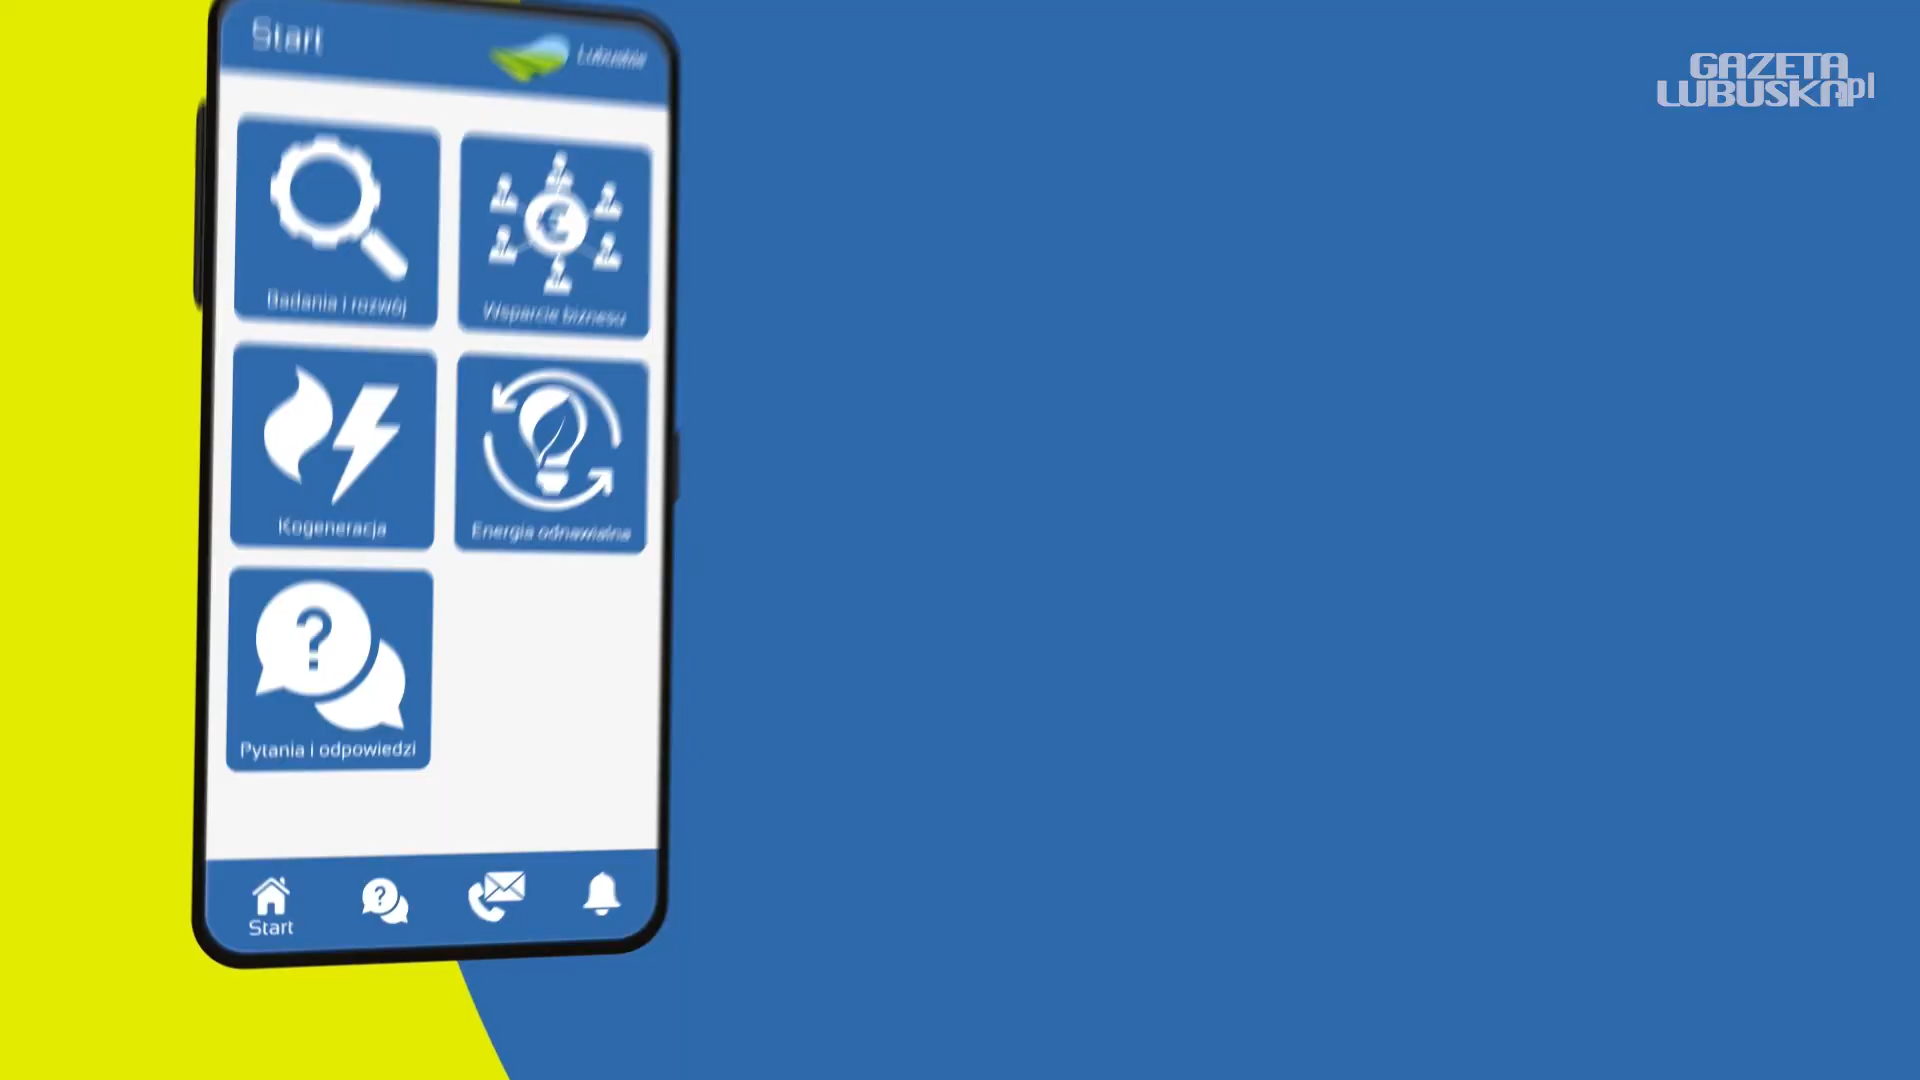 Start
Lubuskie
GAZETA
LUBUSKA.pl
Badania i rozwój
Wsparcie biznesu
Kogeneracja
Energia odnawialna
Pytania i odpowiedzi
Start